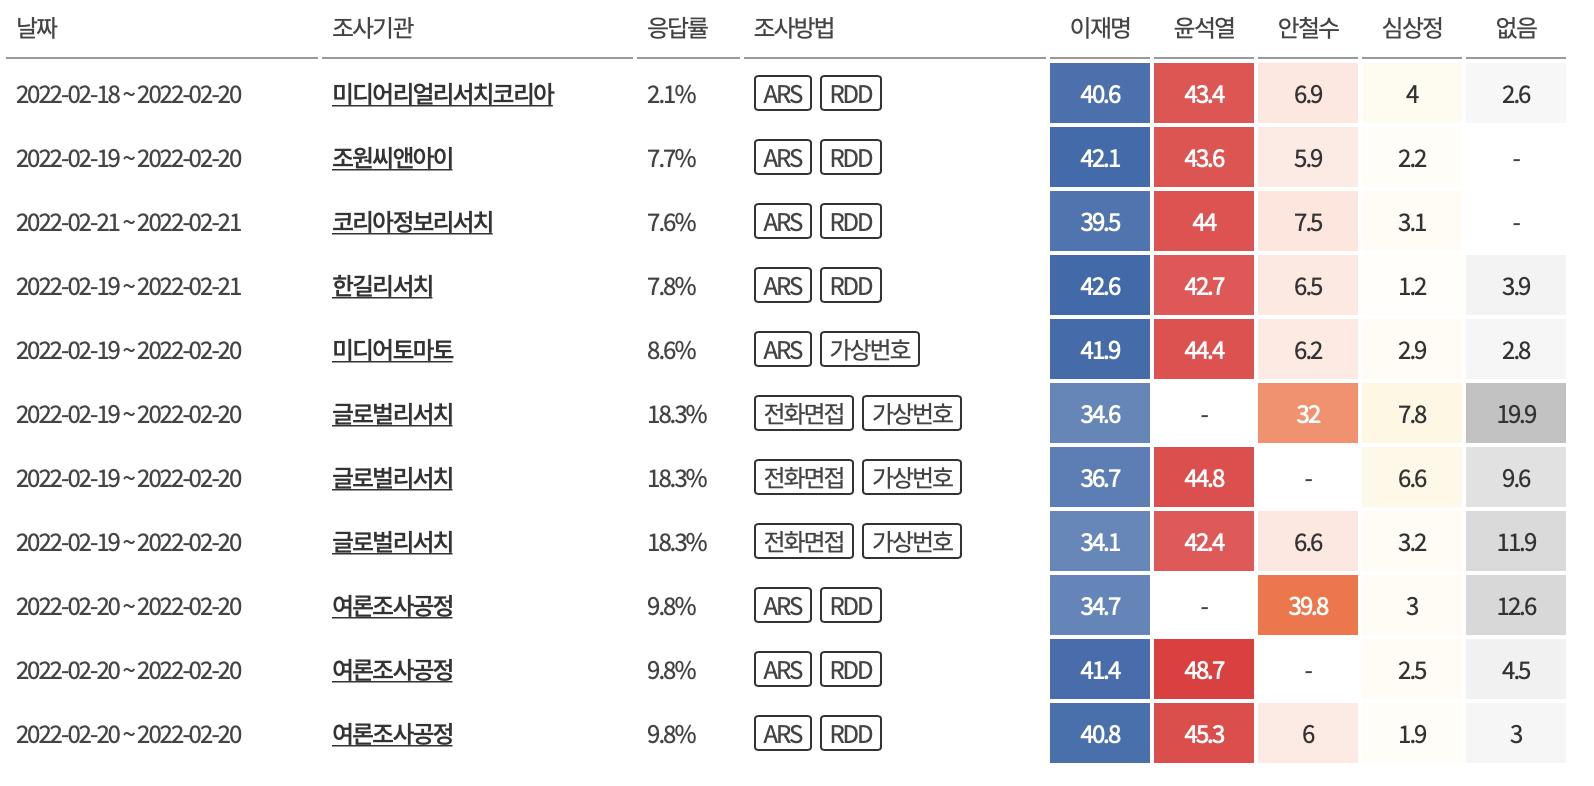 날짜 조사기관 응답률 조사방법 이재명 윤석열 안철수 심상정 없음
2022-02-18 ~ 2022-02-20 미디어리얼리서치코리아 2.1% ARS RDD 40.6 43.4 6.9 4 2.6
2022-02-19 ~ 2022-02-20 조원씨앤아이 7.7% ARS RDD 42.1 43.6 5.9 2.2 -
2022-02-21 ~ 2022-02-21 코리아정보리서치 7.6% ARS RDD 39.5 44 7.5 3.1 -
2022-02-19 ~ 2022-02-21 한길리서치 7.8% ARS RDD 42.6 42.7 6.5 1.2 3.9
2022-02-19 ~ 2022-02-20 미디어토마토 8.6% ARS 가상번호 41.9 44.4 6.2 2.9 2.8
2022-02-19 ~ 2022-02-20 글로벌리서치 18.3% 전화면접 가상번호 34.6 - 32 7.8 19.9
2022-02-19 ~ 2022-02-20 글로벌리서치 18.3% 전화면접 가상번호 36.7 44.8 - 6.6 9.6
2022-02-19 ~ 2022-02-20 글로벌리서치 18.3% 전화면접 가상번호 34.1 42.4 6.6 3.2 11.9
2022-02-20 ~ 2022-02-20 여론조사공정 9.8% ARS RDD 34.7 - 39.8 3 12.6
2022-02-20 ~ 2022-02-20 여론조사공정 9.8% ARS RDD 41.4 48.7 - 2.5 4.5
2022-02-20 ~ 2022-02-20 여론조사공정 9.8% ARS RDD 40.8 45.3 6 1.9 3